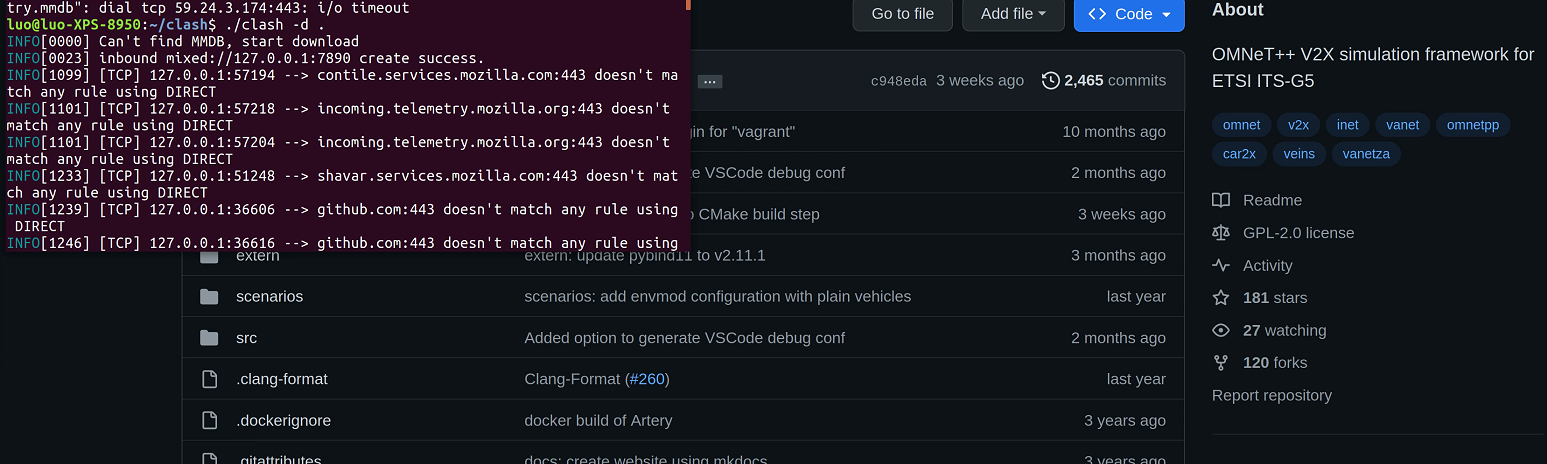 try.mmdb": dial tcp 59.24.3.174:443: i/o timeout
luo@luo-XPS-8950:~/clash$ ./clash -d .
INFO[0000] Can't find MMDB, start download
INFO[0023] inbound mixed://127.0.0.1:7890 create success.
INFO[1099] [TCP] 127.0.0.1:57194 --> contile.services.mozilla.com:443 doesn't ma
tch any rule using DIRECT
INFO[1101] [TCP] 127.0.0.1:57218 --> incoming.telemetry.mozilla.org:443 doesn't
match any rule using DIRECT
INFO[1101] [TCP] 127.0.0.1:57204 --> incoming.telemetry.mozilla.org:443 doesn't
match any rule using DIRECT
INFO[1233] [TCP] 127.0.0.1:51248 --> shavar.services.mozilla.com:443 doesn't mat
ch any rule using DIRECT
INFO[1239] [TCP] 127.0.0.1:36606 --> github.com:443 doesn't match any rule using
DIRECT
INFO[1246] [TCP] 127.0.0.1:36616 --> github.com:443 doesn't match any rule using
Go to file Add file <> Code
... c948eda 3 weeks ago 2,465 commits
gin for "vagrant" 10 months ago
te VSCode debug conf 2 months ago
CMake build step 3 weeks ago
extern extern: update pybind11 to v2.11.1 3 months ago
scenarios scenarios: add envmod configuration with plain vehicles last year
src Added option to generate VSCode debug conf 2 months ago
.clang-format Clang-Format (#260) last year
.dockerignore docker build of Artery 3 years ago
.gitattributes docs: create website using mkdocs 3 years ago
About
OMNeT++ V2X simulation framework for
ETSI ITS-G5
omnet v2x inet vanet omnetpp
car2x veins vanetza
Readme
GPL-2.0 license
Activity
181 stars
27 watching
120 forks
Report repository